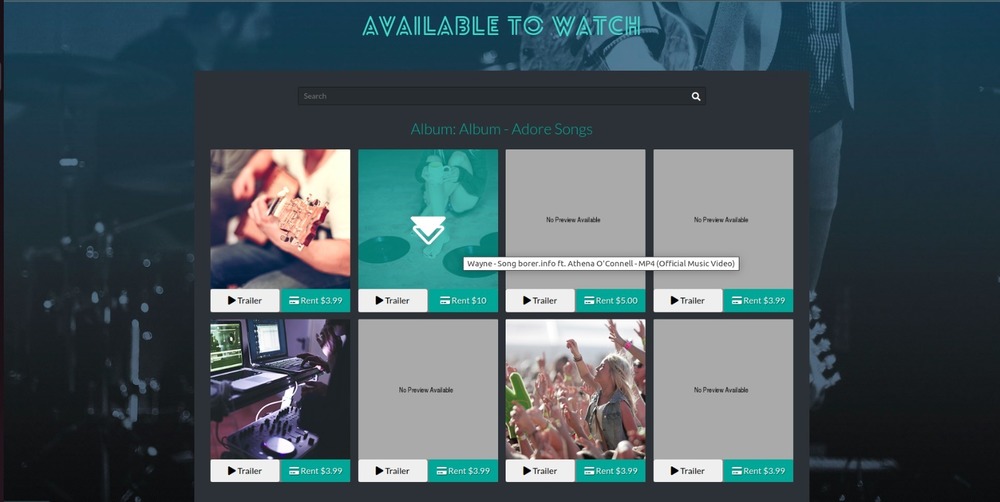 AVAILABLE TO WATCH
Search
Album: Album - Adore Songs
No Preview Available
No Preview Available
Wayne - Song borer.info ft. Athena O'Connell - MP4 (Official Music Video)
Trailer Rent $3.99 Trailer Rent $10 Trailer Rent $5.00 Trailer Rent $3.99
No Preview Available
No Preview Available
Trailer Rent $3.99 Trailer Rent $3.99 Trailer Rent $3.99 Trailer Rent $3.99